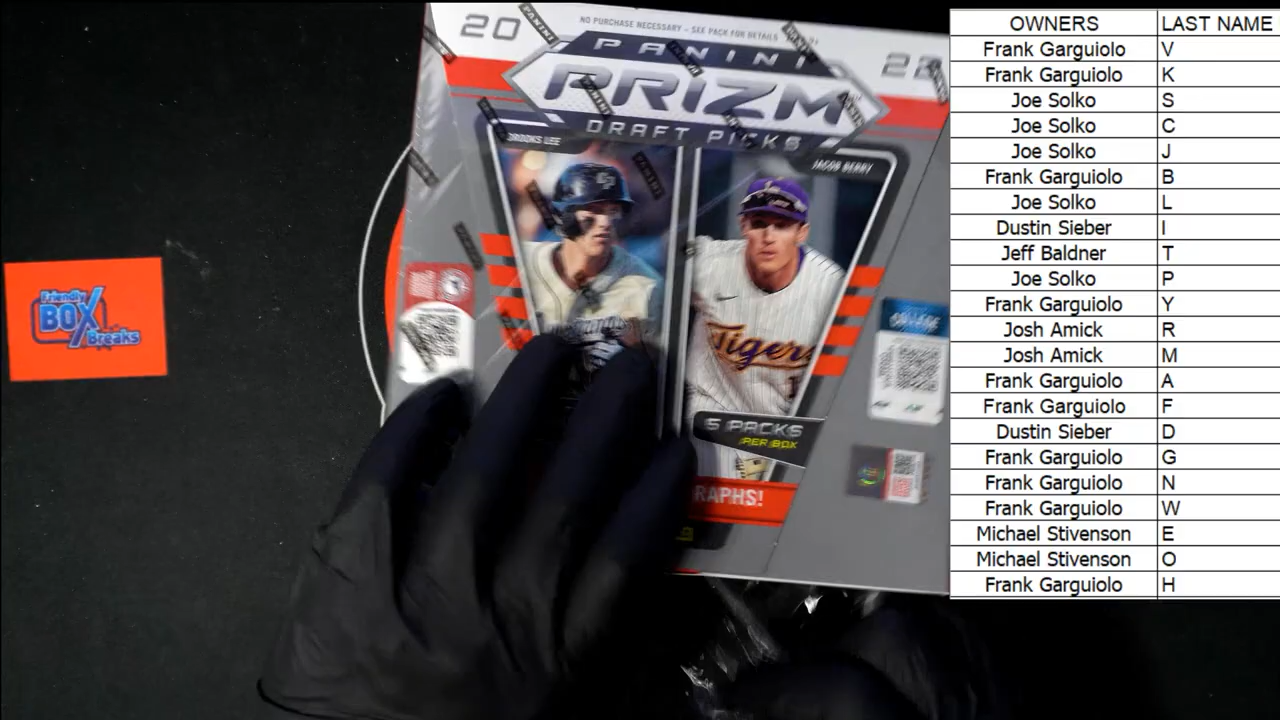 20
NO PURCHASE NECESSARY - SEE PACK FOR DETAILS
22
PANINI
PRIZM
DRAFT PICKS
BROOKS LEE
JACOB BERRY
Tigers
5 PACKS
PER BOX
RAPHS!
Friendly
BOX
Breaks
OWNERS LAST NAME
Frank Garguiolo V
Frank Garguiolo K
Joe Solko S
Joe Solko C
Joe Solko J
Frank Garguiolo B
Joe Solko L
Dustin Sieber I
Jeff Baldner T
Joe Solko P
Frank Garguiolo Y
Josh Amick R
Josh Amick M
Frank Garguiolo A
Frank Garguiolo F
Dustin Sieber D
Frank Garguiolo G
Frank Garguiolo N
Frank Garguiolo W
Michael Stivenson E
Michael Stivenson O
Frank Garguiolo H